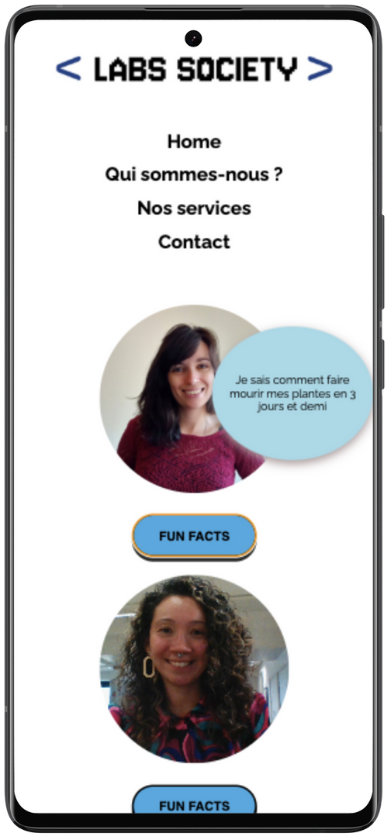 < LABS SOCIETY >
Home
Qui sommes-nous ?
Nos services
Contact
Je sais comment faire
mourir mes plantes en 3
jours et demi
FUN FACTS
FUN FACTS